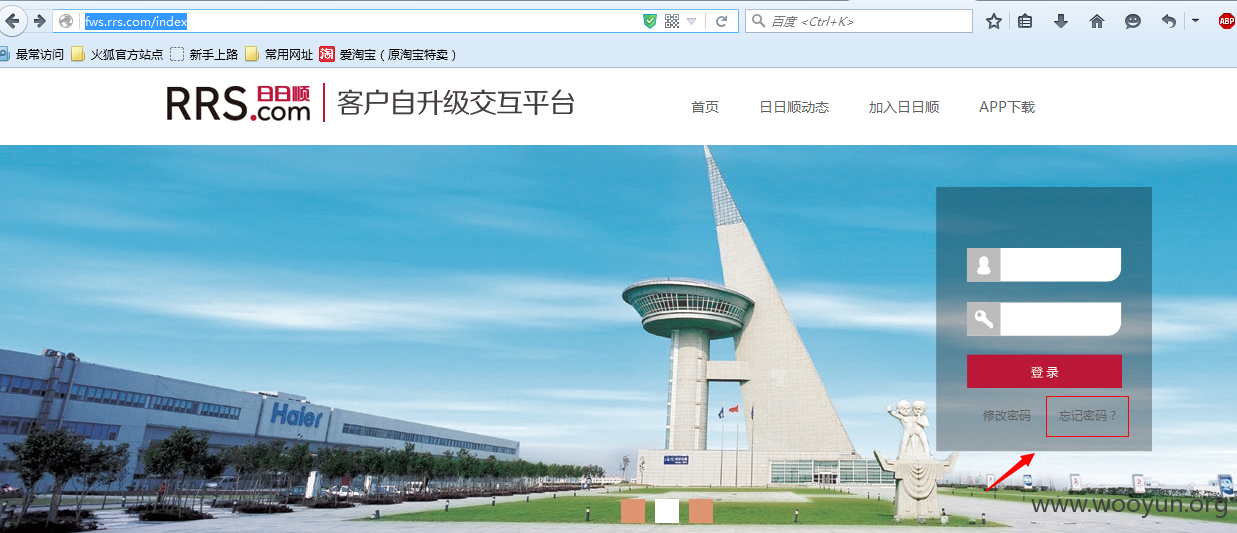 fws.rrs.com/index
百度 <Ctrl+K>
ABP
最常访问 火狐官方站点 新手上路 常用网址 淘 爱淘宝（原淘宝特卖）
RRS.com 日日顺 客户自升级交互平台
首页 日日顺动态 加入日日顺 APP下载
Haier
登 录
修改密码 忘记密码？
www.wooyun.org